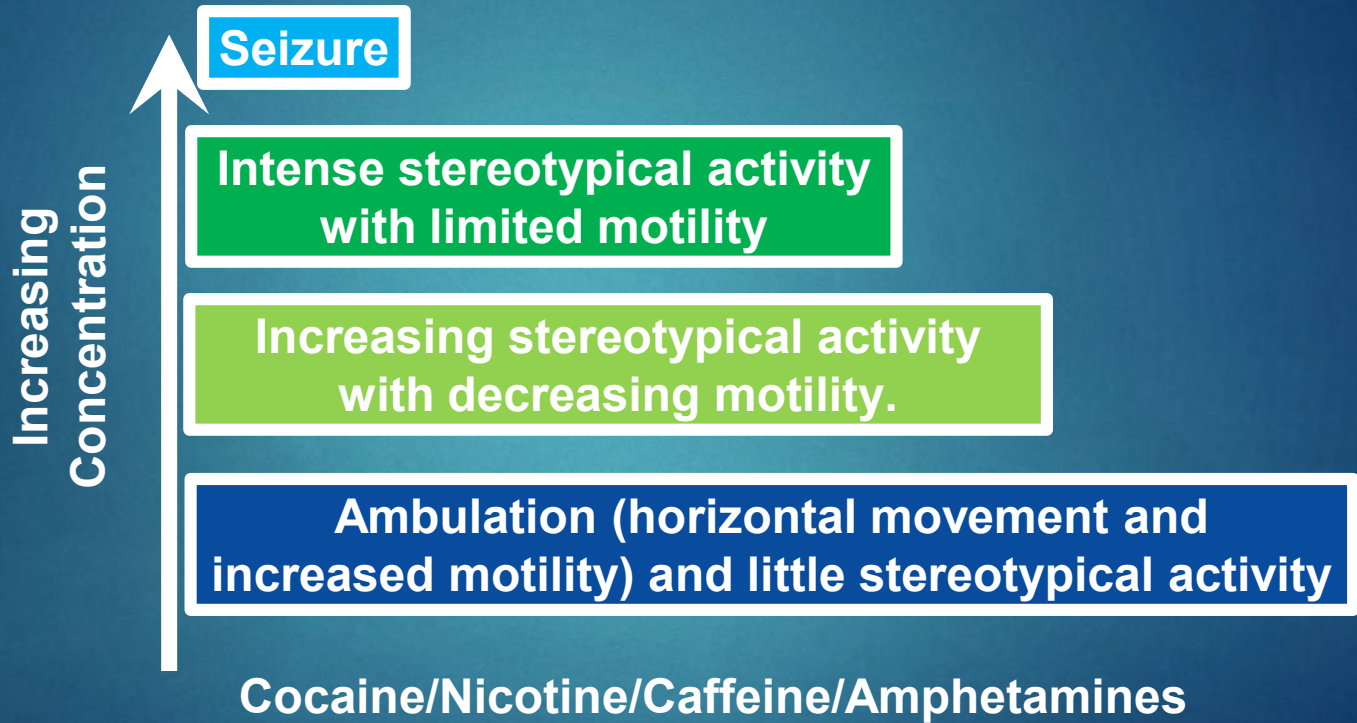 Seizure
Increasing
Concentration
Intense stereotypical activity
with limited motility
Increasing stereotypical activity
with decreasing motility.
Ambulation (horizontal movement and
increased motility) and little stereotypical activity
Cocaine/Nicotine/Caffeine/Amphetamines